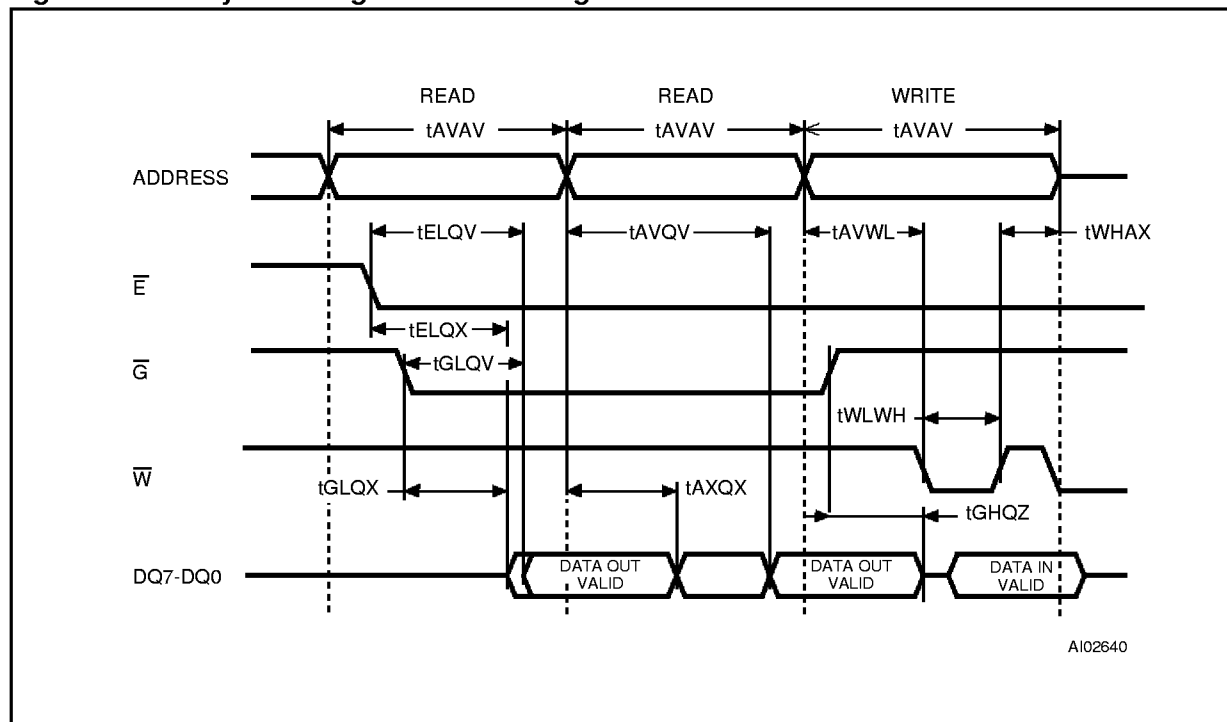 READ READ WRITE
tAVAV tAVAV tAVAV
ADDRESS
tELQV tAVQV tAVWL tWHAX
E
tELQX
G tGLQV
tWLWH
W
tGLQX tAXQX
tGHQZ
DQ7-DQ0 DATA OUT VALID DATA OUT VALID DATA IN VALID
AI02640